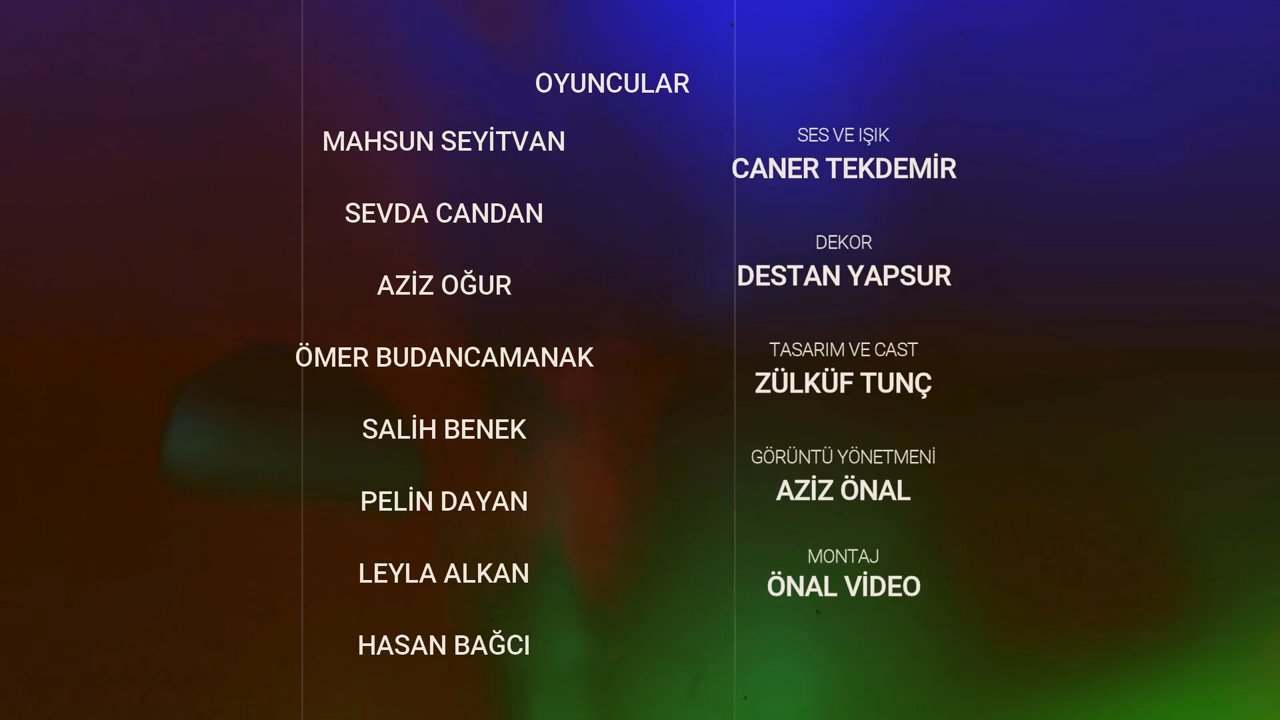 OYUNCULAR
MAHSUN SEYİTVAN
SEVDA CANDAN
AZİZ OĞUR
ÖMER BUDANCAMANAK
SALİH BENEK
PELİN DAYAN
LEYLA ALKAN
HASAN BAĞCI
SES VE IŞIK
CANER TEKDEMİR
DEKOR
DESTAN YAPSUR
TASARIM VE CAST
ZÜLKÜF TUNÇ
GÖRÜNTÜ YÖNETMENİ
AZİZ ÖNAL
MONTAJ
ÖNAL VİDEO